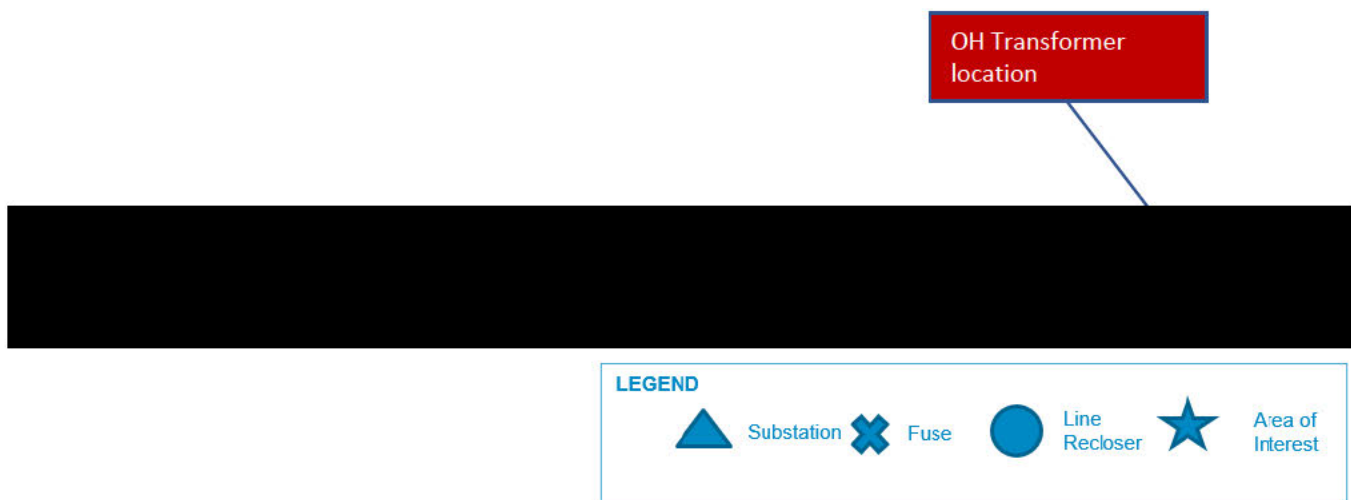 OH Transformer
location
LEGEND
Substation
Fuse
Line
Recloser
Area of
Interest